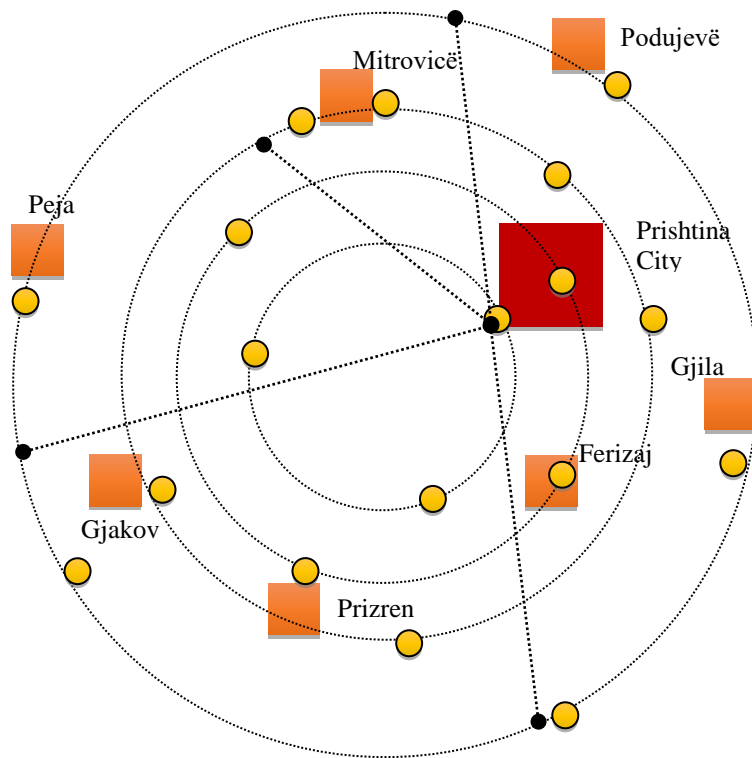 Podujevë
Mitrovicë
Peja
Prishtina
City
Gjila
Ferizaj
Gjakov
Prizren